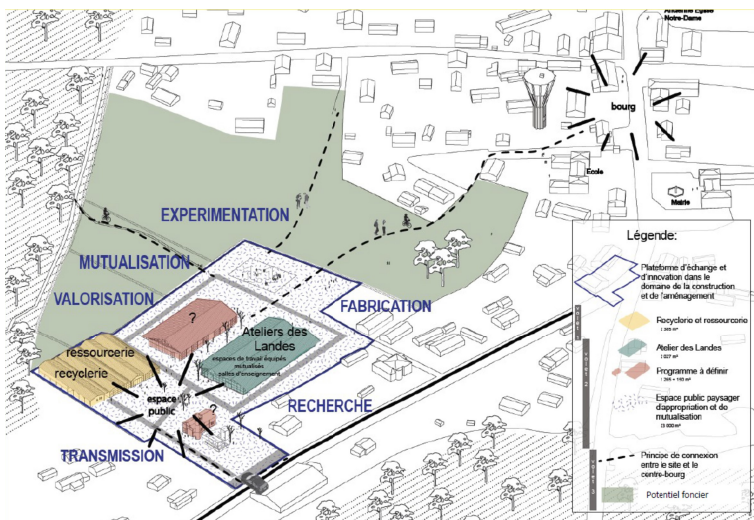 Ancienne Eglise
Notre-Dame
bourg
Ecole
Mairie
EXPERIMENTATION
MUTUALISATION
VALORISATION
FABRICATION
?
Ateliers des
Landes
espaces de travail équipés
mutualisés
salles d'enseignement
ressourcerie
recyclerie
espace
public
?
RECHERCHE
TRANSMISSION
Légende:
Plateforme d'échange et
d'innovation dans le
domaine de la construction
et de l'aménagement
Recyclerie et ressourcerie
Atelier des Landes
1 027 m²
Programme à définir
Espace public paysager
d'appropriation et de
mutualisation
Principe de connexion
entre le site et le
centre-bourg
Potentiel foncier